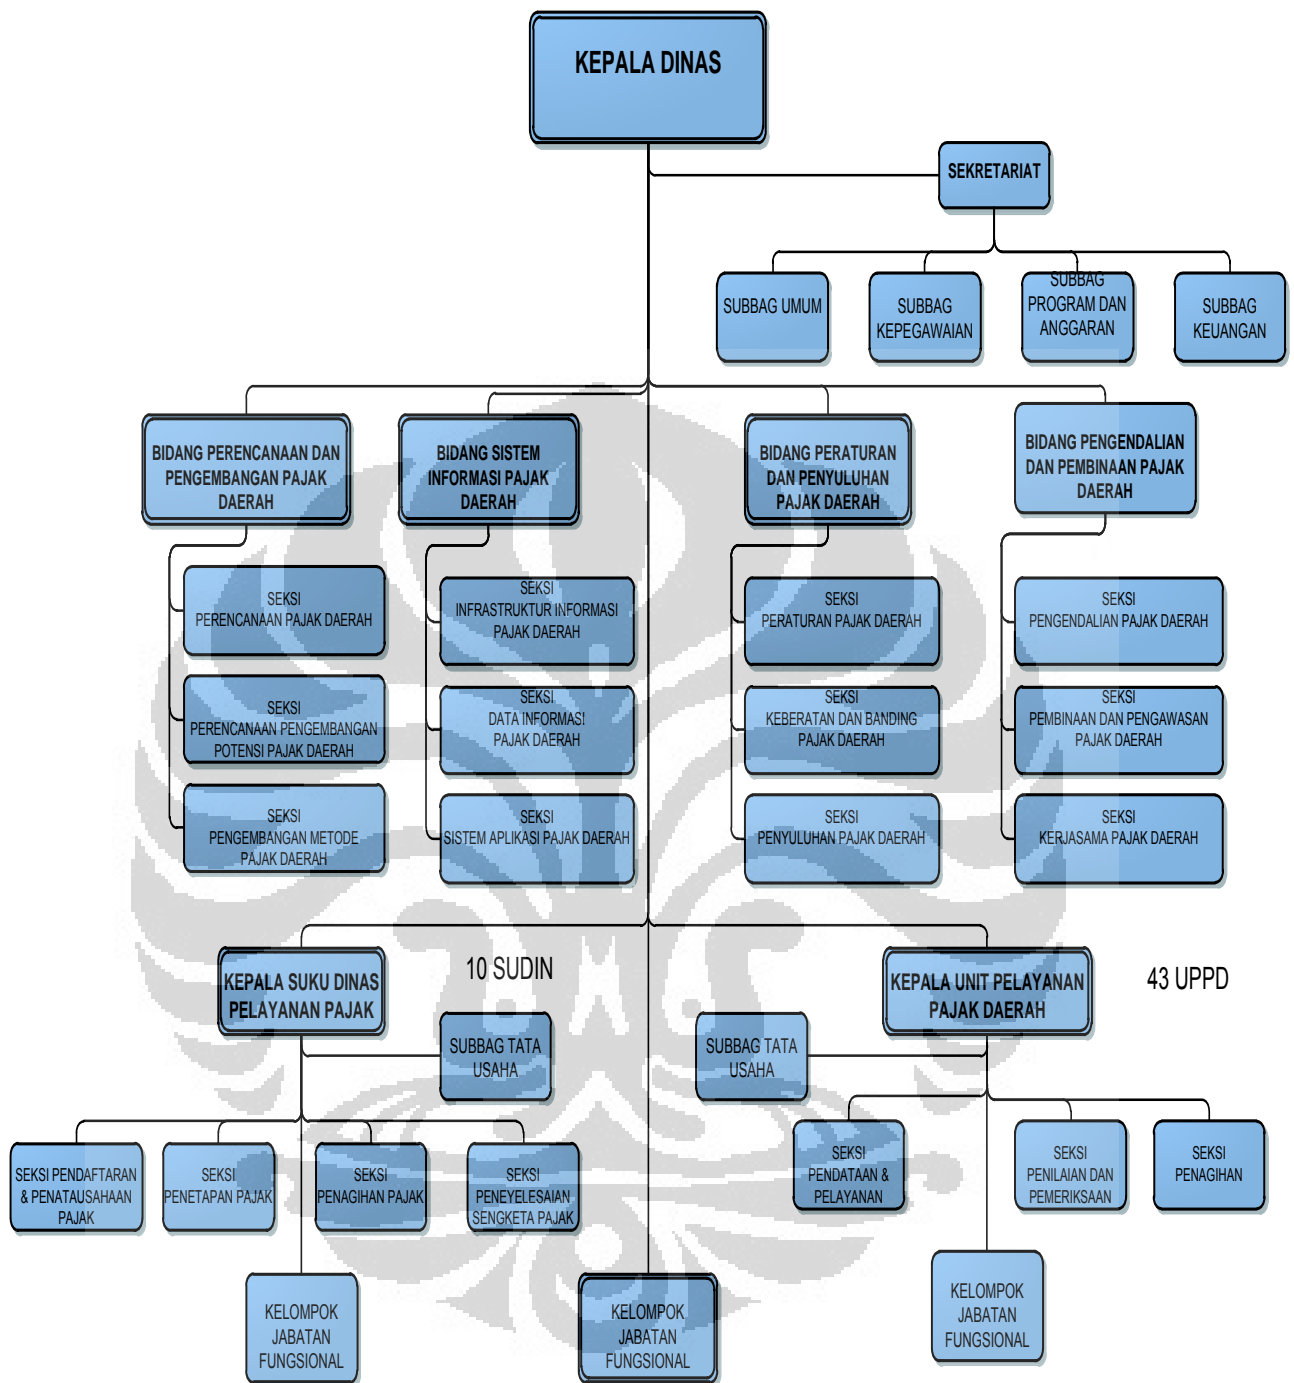 KEPALA DINAS
SEKRETARIAT
SUBBAG UMUM
SUBBAG
KEPEGAWAIAN
SUBBAG
PROGRAM DAN
ANGGARAN
SUBBAG
KEUANGAN
BIDANG PERENCANAAN DAN
PENGEMBANGAN PAJAK
DAERAH
BIDANG SISTEM
INFORMASI PAJAK
DAERAH
BIDANG PERATURAN
DAN PENYULUHAN
PAJAK DAERAH
BIDANG PENGENDALIAN
DAN PEMBINAAN PAJAK
DAERAH
SEKSI
PERENCANAAN PAJAK DAERAH
SEKSI
INFRASTRUKTUR INFORMASI
PAJAK DAERAH
SEKSI
PERATURAN PAJAK DAERAH
SEKSI
PENGENDALIAN PAJAK DAERAH
SEKSI
PERENCANAAN PENGEMBANGAN
POTENSI PAJAK DAERAH
SEKSI
DATA INFORMASI
PAJAK DAERAH
SEKSI
KEBERATAN DAN BANDING
PAJAK DAERAH
SEKSI
PEMBINAAN DAN PENGAWASAN
PAJAK DAERAH
SEKSI
PENGEMBANGAN METODE
PAJAK DAERAH
SEKSI
SISTEM APLIKASI PAJAK DAERAH
SEKSI
PENYULUHAN PAJAK DAERAH
SEKSI
KERJASAMA PAJAK DAERAH
KEPALA SUKU DINAS
PELAYANAN PAJAK
10 SUDIN
KEPALA UNIT PELAYANAN
PAJAK DAERAH
43 UPPD
SUBBAG TATA
USAHA
SUBBAG TATA
USAHA
SEKSI PENDAFTARAN
& PENATAUSAHAAN
PAJAK
SEKSI
PENETAPAN PAJAK
SEKSI
PENAGIHAN PAJAK
SEKSI
PENEYELESAIAN
SENGKETA PAJAK
SEKSI
PENDATAAN &
PELAYANAN
SEKSI
PENILAIAN DAN
PEMERIKSAAN
SEKSI
PENAGIHAN
KELOMPOK
JABATAN
FUNGSIONAL
KELOMPOK
JABATAN
FUNGSIONAL
KELOMPOK
JABATAN
FUNGSIONAL